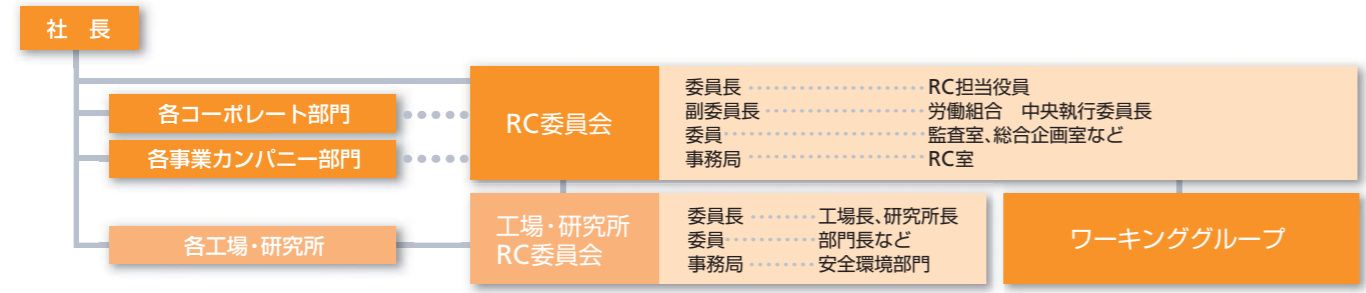 社　長
各コーポレート部門
各事業カンパニー部門
各工場・研究所
RC委員会
委員長 ······················ RC担当役員
副委員長 ···················· 労働組合　中央執行委員長
委員 ························· 監査室、総合企画室など
事務局 ······················ RC室
工場・研究所
RC委員会
委員長 ········ 工場長、研究所長
委員 ··········· 部門長など
事務局 ········ 安全環境部門
ワーキンググループ